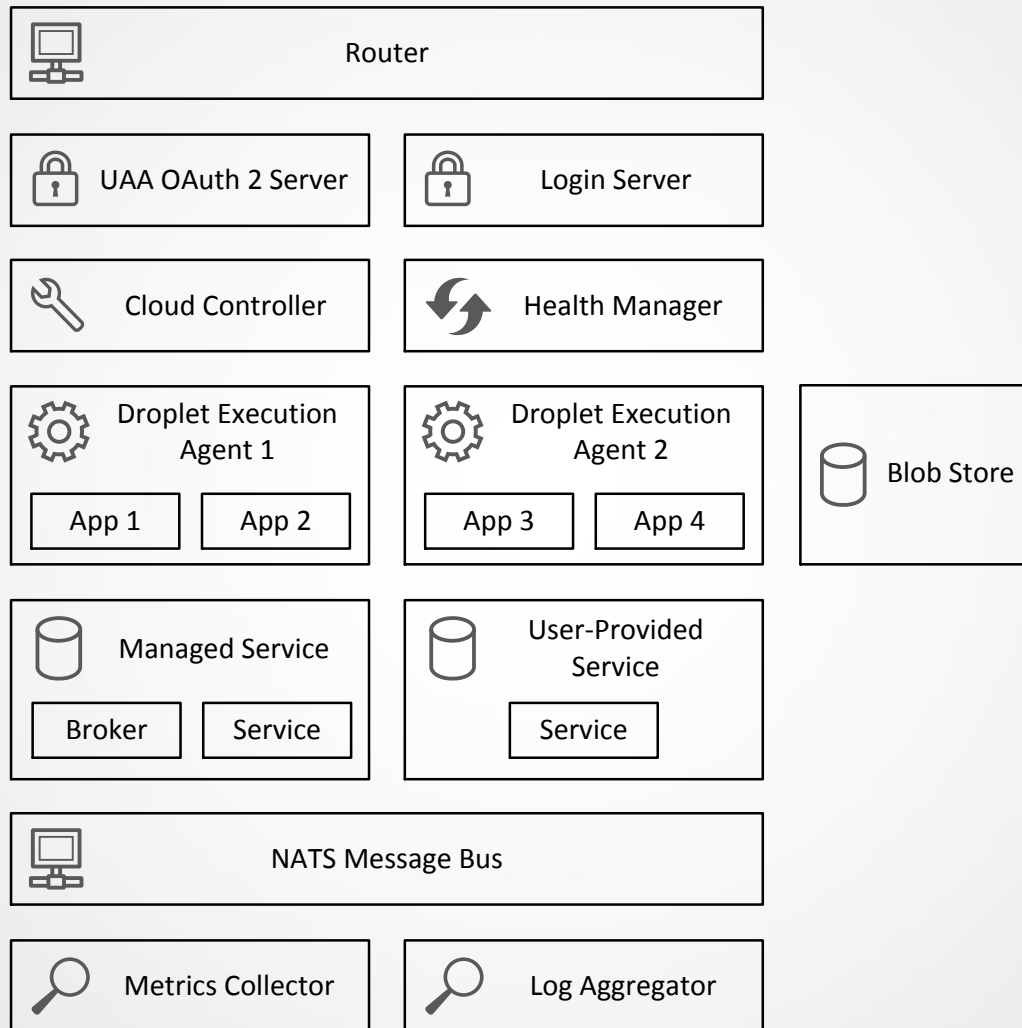 Router
UAA OAuth 2 Server
Login Server
Cloud Controller
Health Manager
Droplet Execution
Agent 1
App 1
App 2
Droplet Execution
Agent 2
App 3
App 4
Blob Store
Managed Service
Broker
Service
User-Provided
Service
Service
NATS Message Bus
Metrics Collector
Log Aggregator